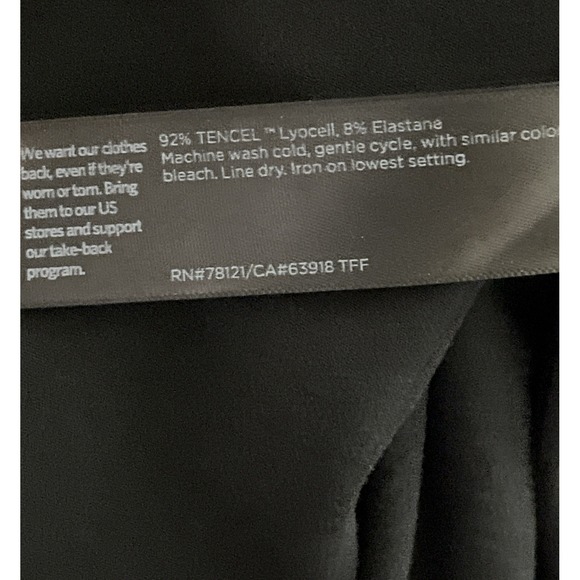 We want our clothes
back, even if they're
worn or torn. Bring
them to our US
stores and support
our take-back
program.
92% TENCEL™ Lyocell, 8% Elastane
Machine wash cold, gentle cycle, with similar colo
bleach. Line dry. Iron on lowest setting.
RN#78121/CA#63918 TFF